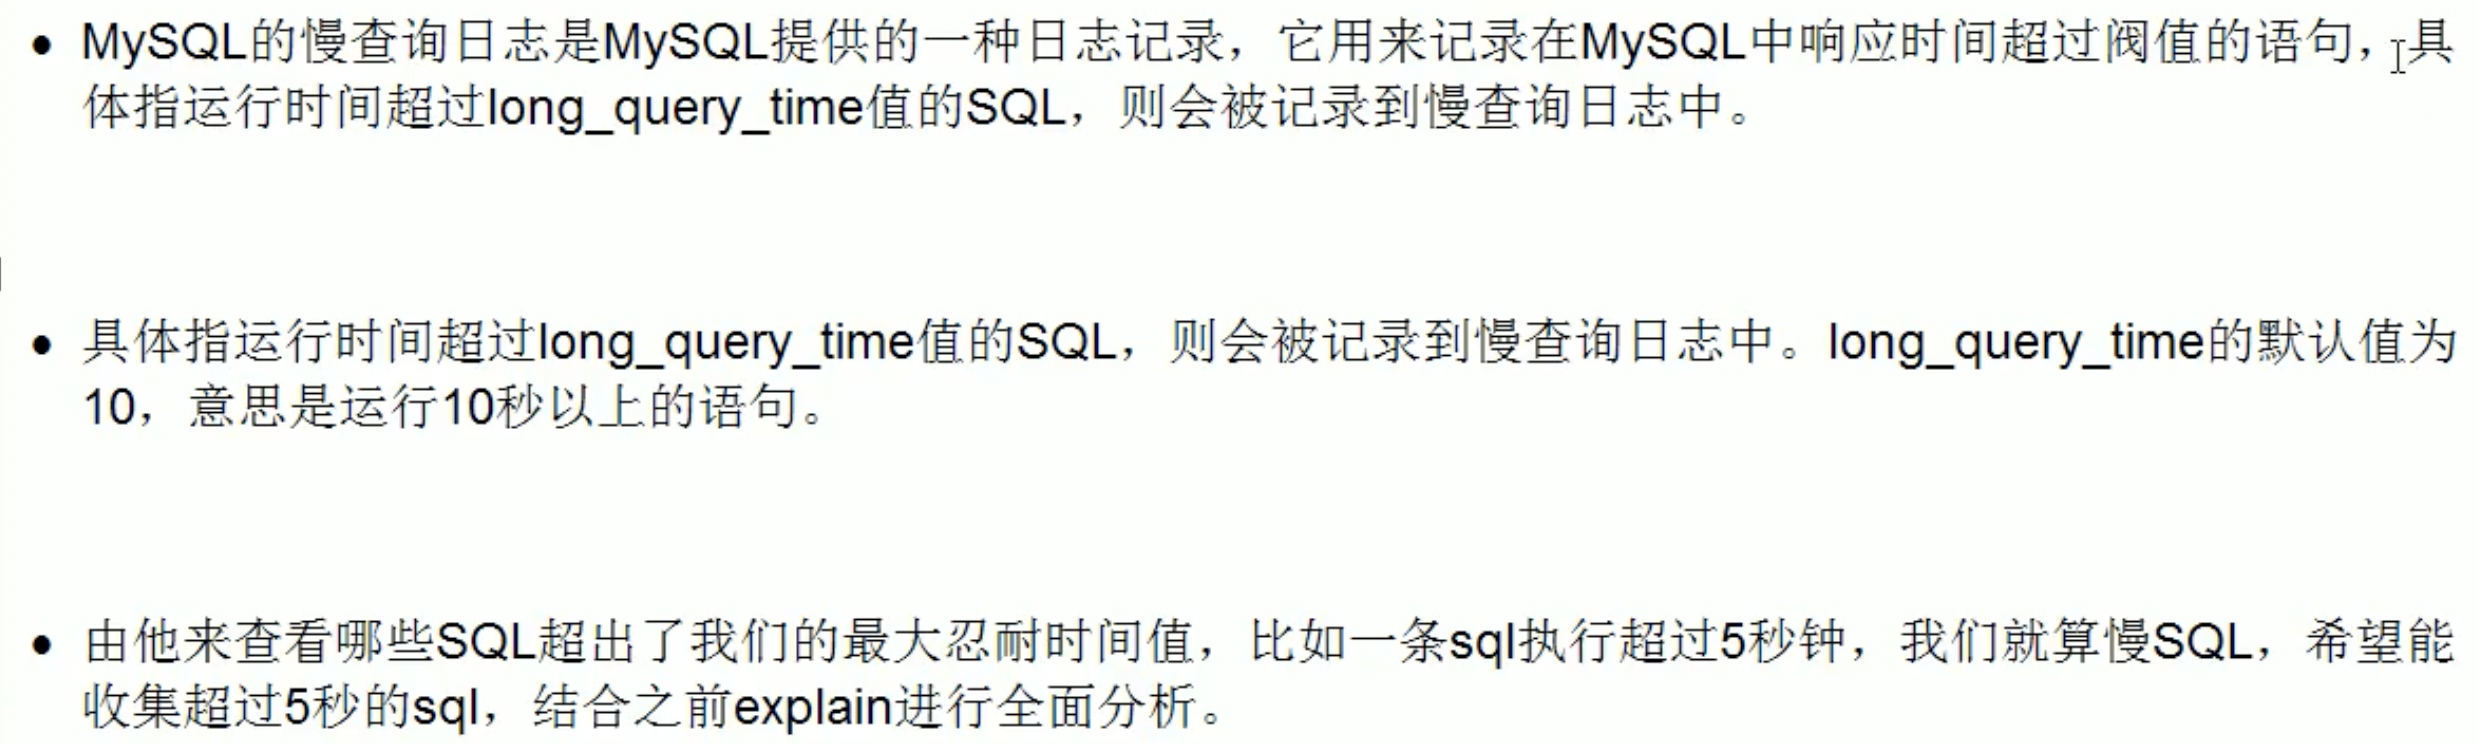 • MySQL的慢查询日志是MySQL提供的一种日志记录，它用来记录在MySQL中响应时间超过阀值的语句，具
体指运行时间超过long_query_time值的SQL，则会被记录到慢查询日志中。
• 具体指运行时间超过long_query_time值的SQL，则会被记录到慢查询日志中。long_query_time的默认值为
10，意思是运行10秒以上的语句。
• 由他来查看哪些SQL超出了我们的最大忍耐时间值，比如一条sql执行超过5秒钟，我们就算慢SQL，希望能
收集超过5秒的sql，结合之前explain进行全面分析。